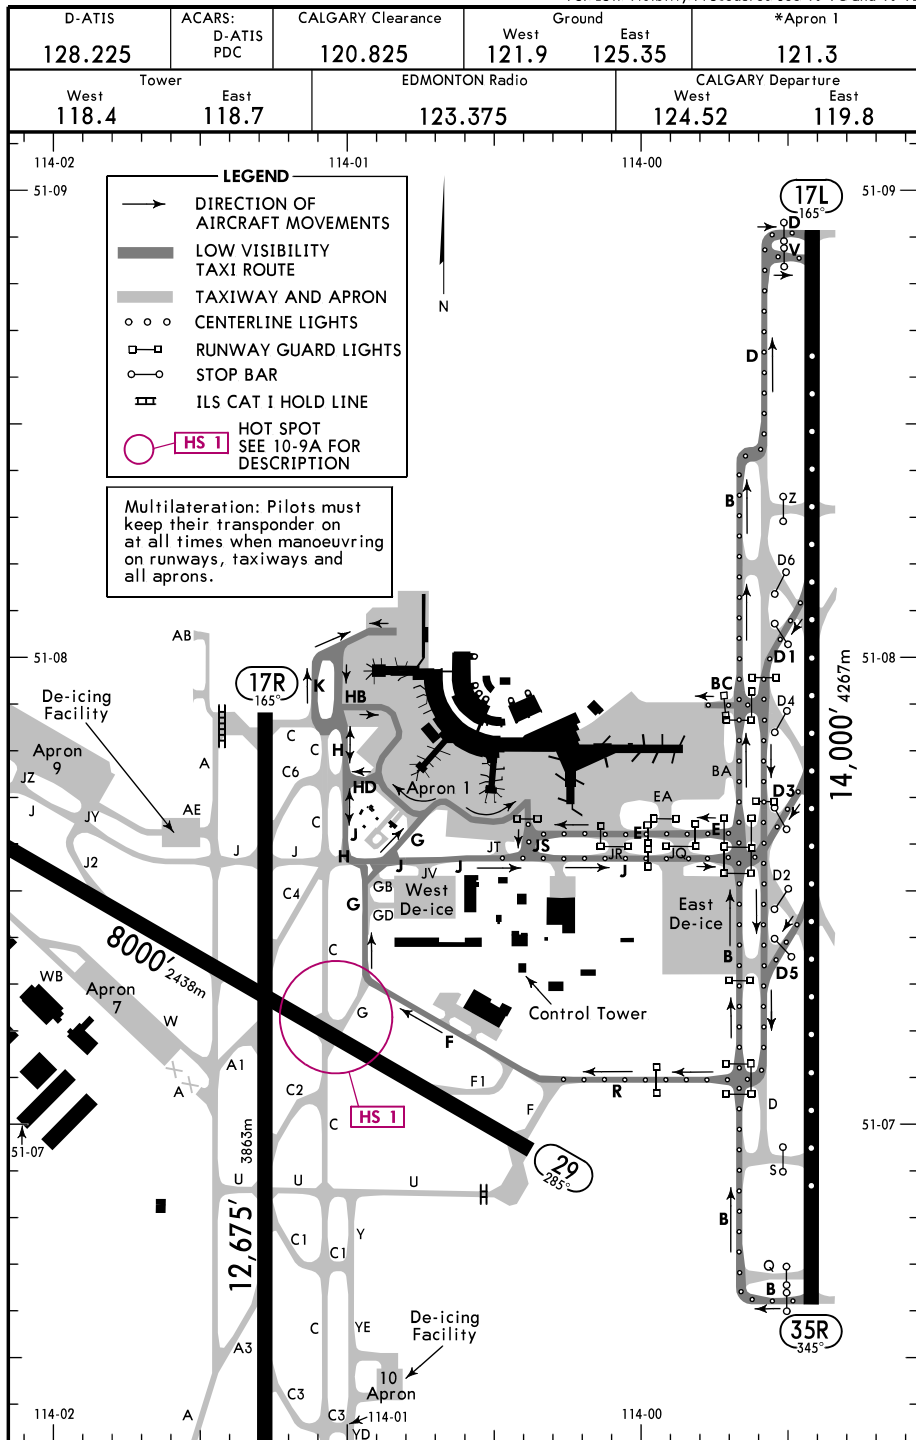 D-ATIS
128.225
ACARS:
D-ATIS
PDC
CALGARY Clearance
120.825
Ground
West East
121.9 125.35
*Apron 1
121.3
Tower
West East
118.4 118.7
EDMONTON Radio
123.375
CALGARY Departure
West East
124.52 119.8
114-02 114-01 114-00
51-09 51-09
LEGEND
DIRECTION OF
AIRCRAFT MOVEMENTS
LOW VISIBILITY
TAXI ROUTE
TAXIWAY AND APRON
CENTERLINE LIGHTS
RUNWAY GUARD LIGHTS
STOP BAR
ILS CAT I HOLD LINE
HS 1
HOT SPOT
SEE 10-9A FOR
DESCRIPTION
N
17L
165°
D
V
D
Multilateration: Pilots must
keep their transponder on
at all times when manoeuvring
on runways, taxiways and
all aprons.
B
Z
D6
AB
51-08 51-08
17R
165°
K
HB
D1
BC
D4
De-icing
Facility
Apron
9
JZ
J
JY
AE
A
C
C
C6
H
HD
Apron 1
BA
EA
D3
14,000' 4267m
C
J
G
E
E
J2
J
J
H
J
J
JV
JT
JS
JR
JQ
J
C4
G
GB
GD
West
De-ice
East
De-ice
D2
8000' 2438m
B
D5
WB
Apron
7
W
C
G
F
Control Tower
A1
A
C2
HS 1
C
F1
F
R
D
51-07 51-07
3863m
29
285°
U
U
U
S
12,675'
C1
C1
Y
B
Q
B
35R
345°
C
YE
De-icing
Facility
A3
10
Apron
C3
C3
A
114-01
YD
114-02 114-00